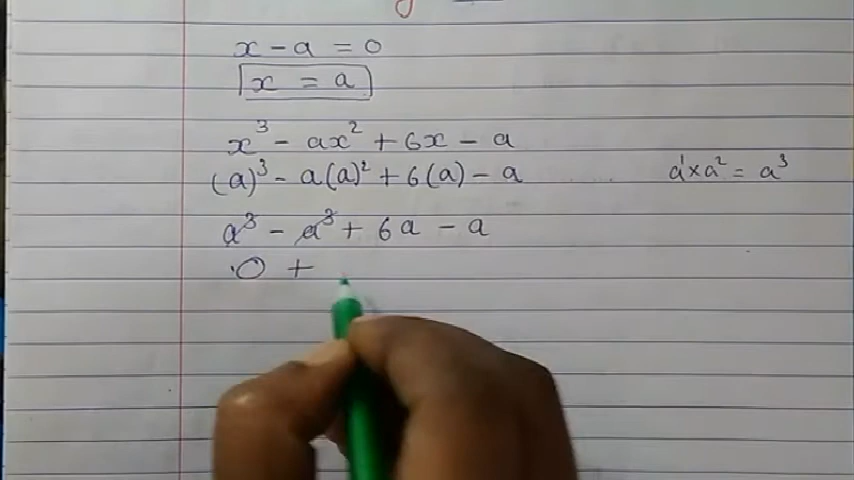 x - a = 0
x = a
x³ - ax² + 6x - a
(a)³ - a(a)² + 6(a) - a
a¹ × a² = a³
a³ - a³ + 6a - a
0 +